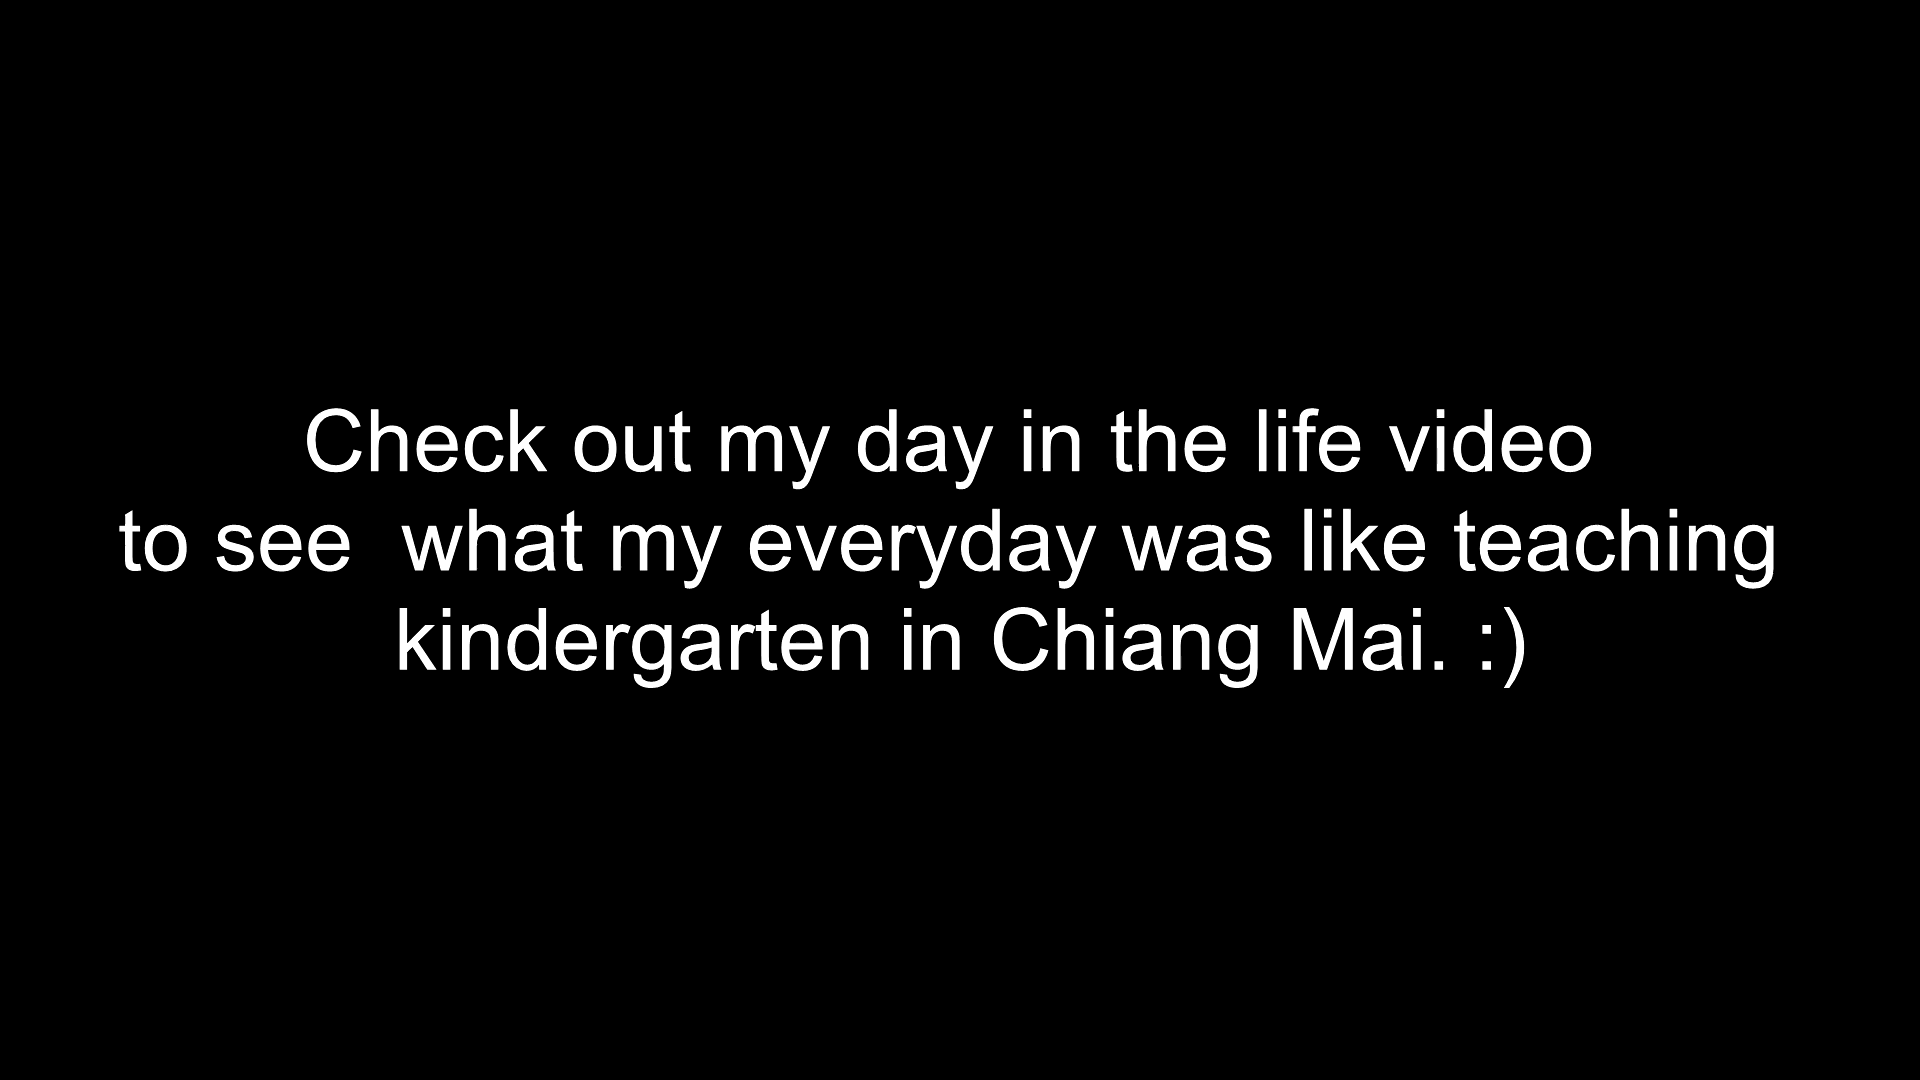 Check out my day in the life video
to see  what my everyday was like teaching
kindergarten in Chiang Mai. :)